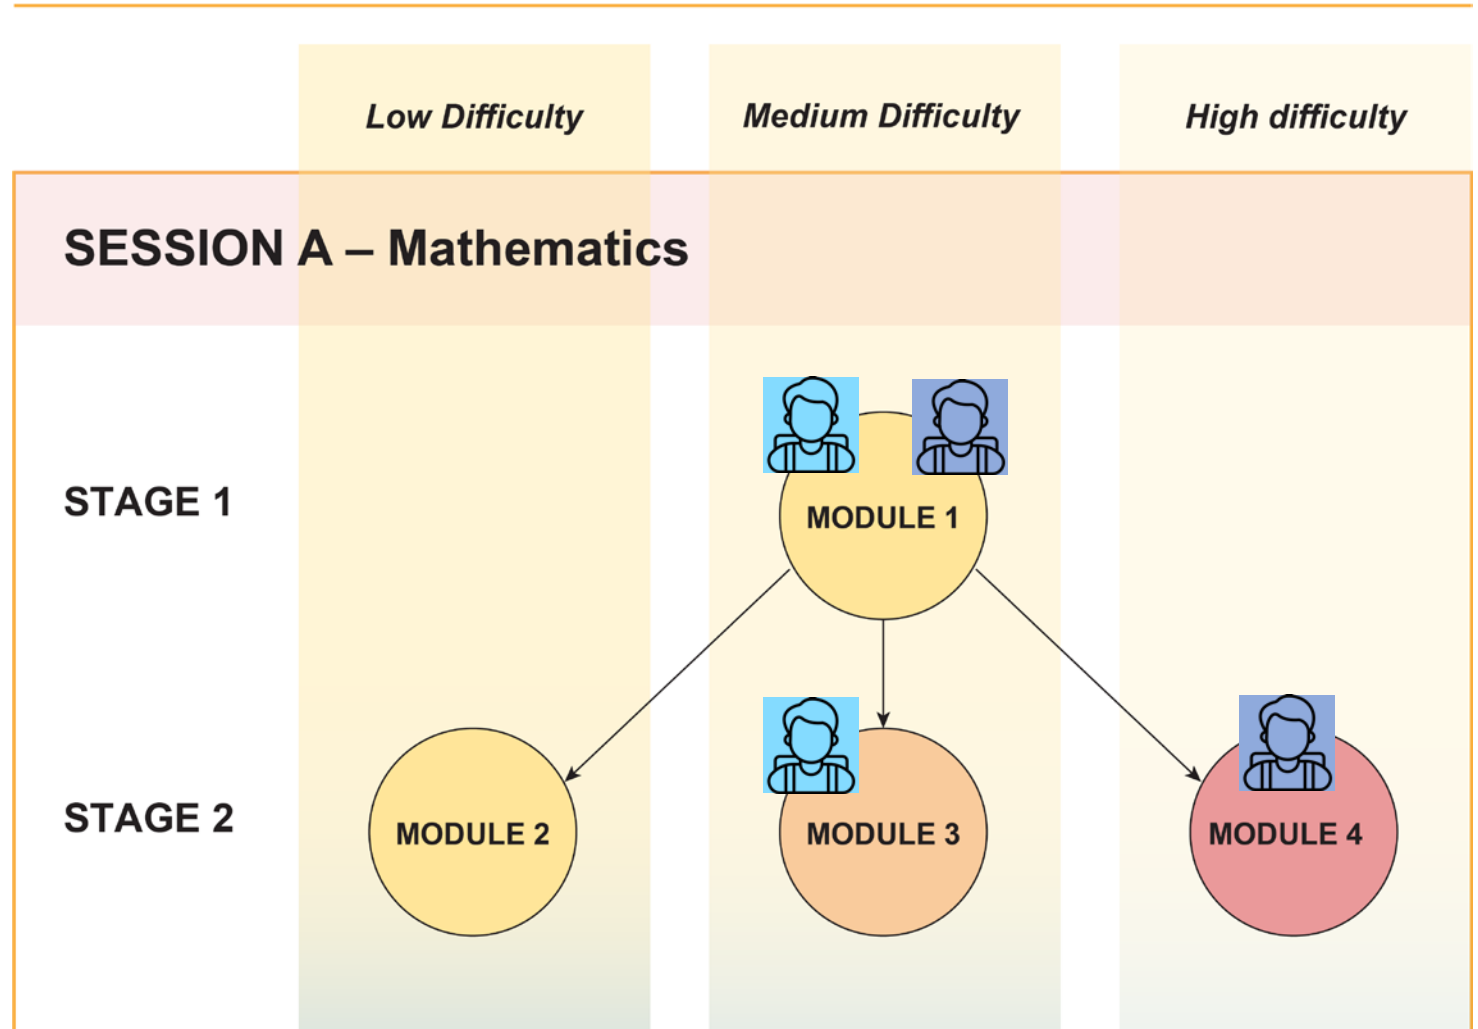 Low Difficulty
Medium Difficulty
High difficulty
SESSION A – Mathematics
STAGE 1
MODULE 1
STAGE 2
MODULE 2
MODULE 3
MODULE 4